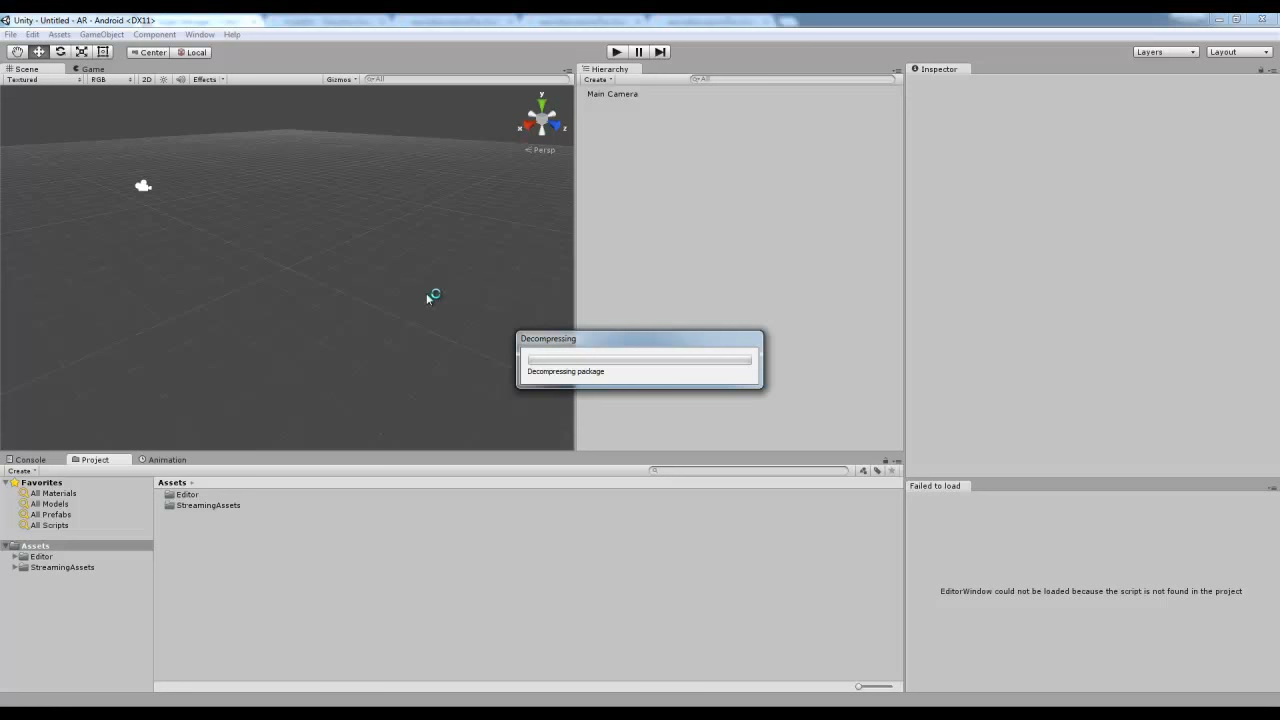 Unity - Untitled - AR - Android <DX11>
File Edit Assets GameObject Component Window Help
Center Local Layers Layout
Scene Game Hierarchy Inspector
Textured RGB 2D Effects Gizmos All Create All
Main Camera
y
x z
Persp
Decompressing
Decompressing package
Console Project Animation
Create
Favorites
All Materials
All Models
All Prefabs
All Scripts
Assets
Editor
StreamingAssets
Assets
Editor
StreamingAssets
Failed to load
EditorWindow could not be loaded because the script is not found in the project